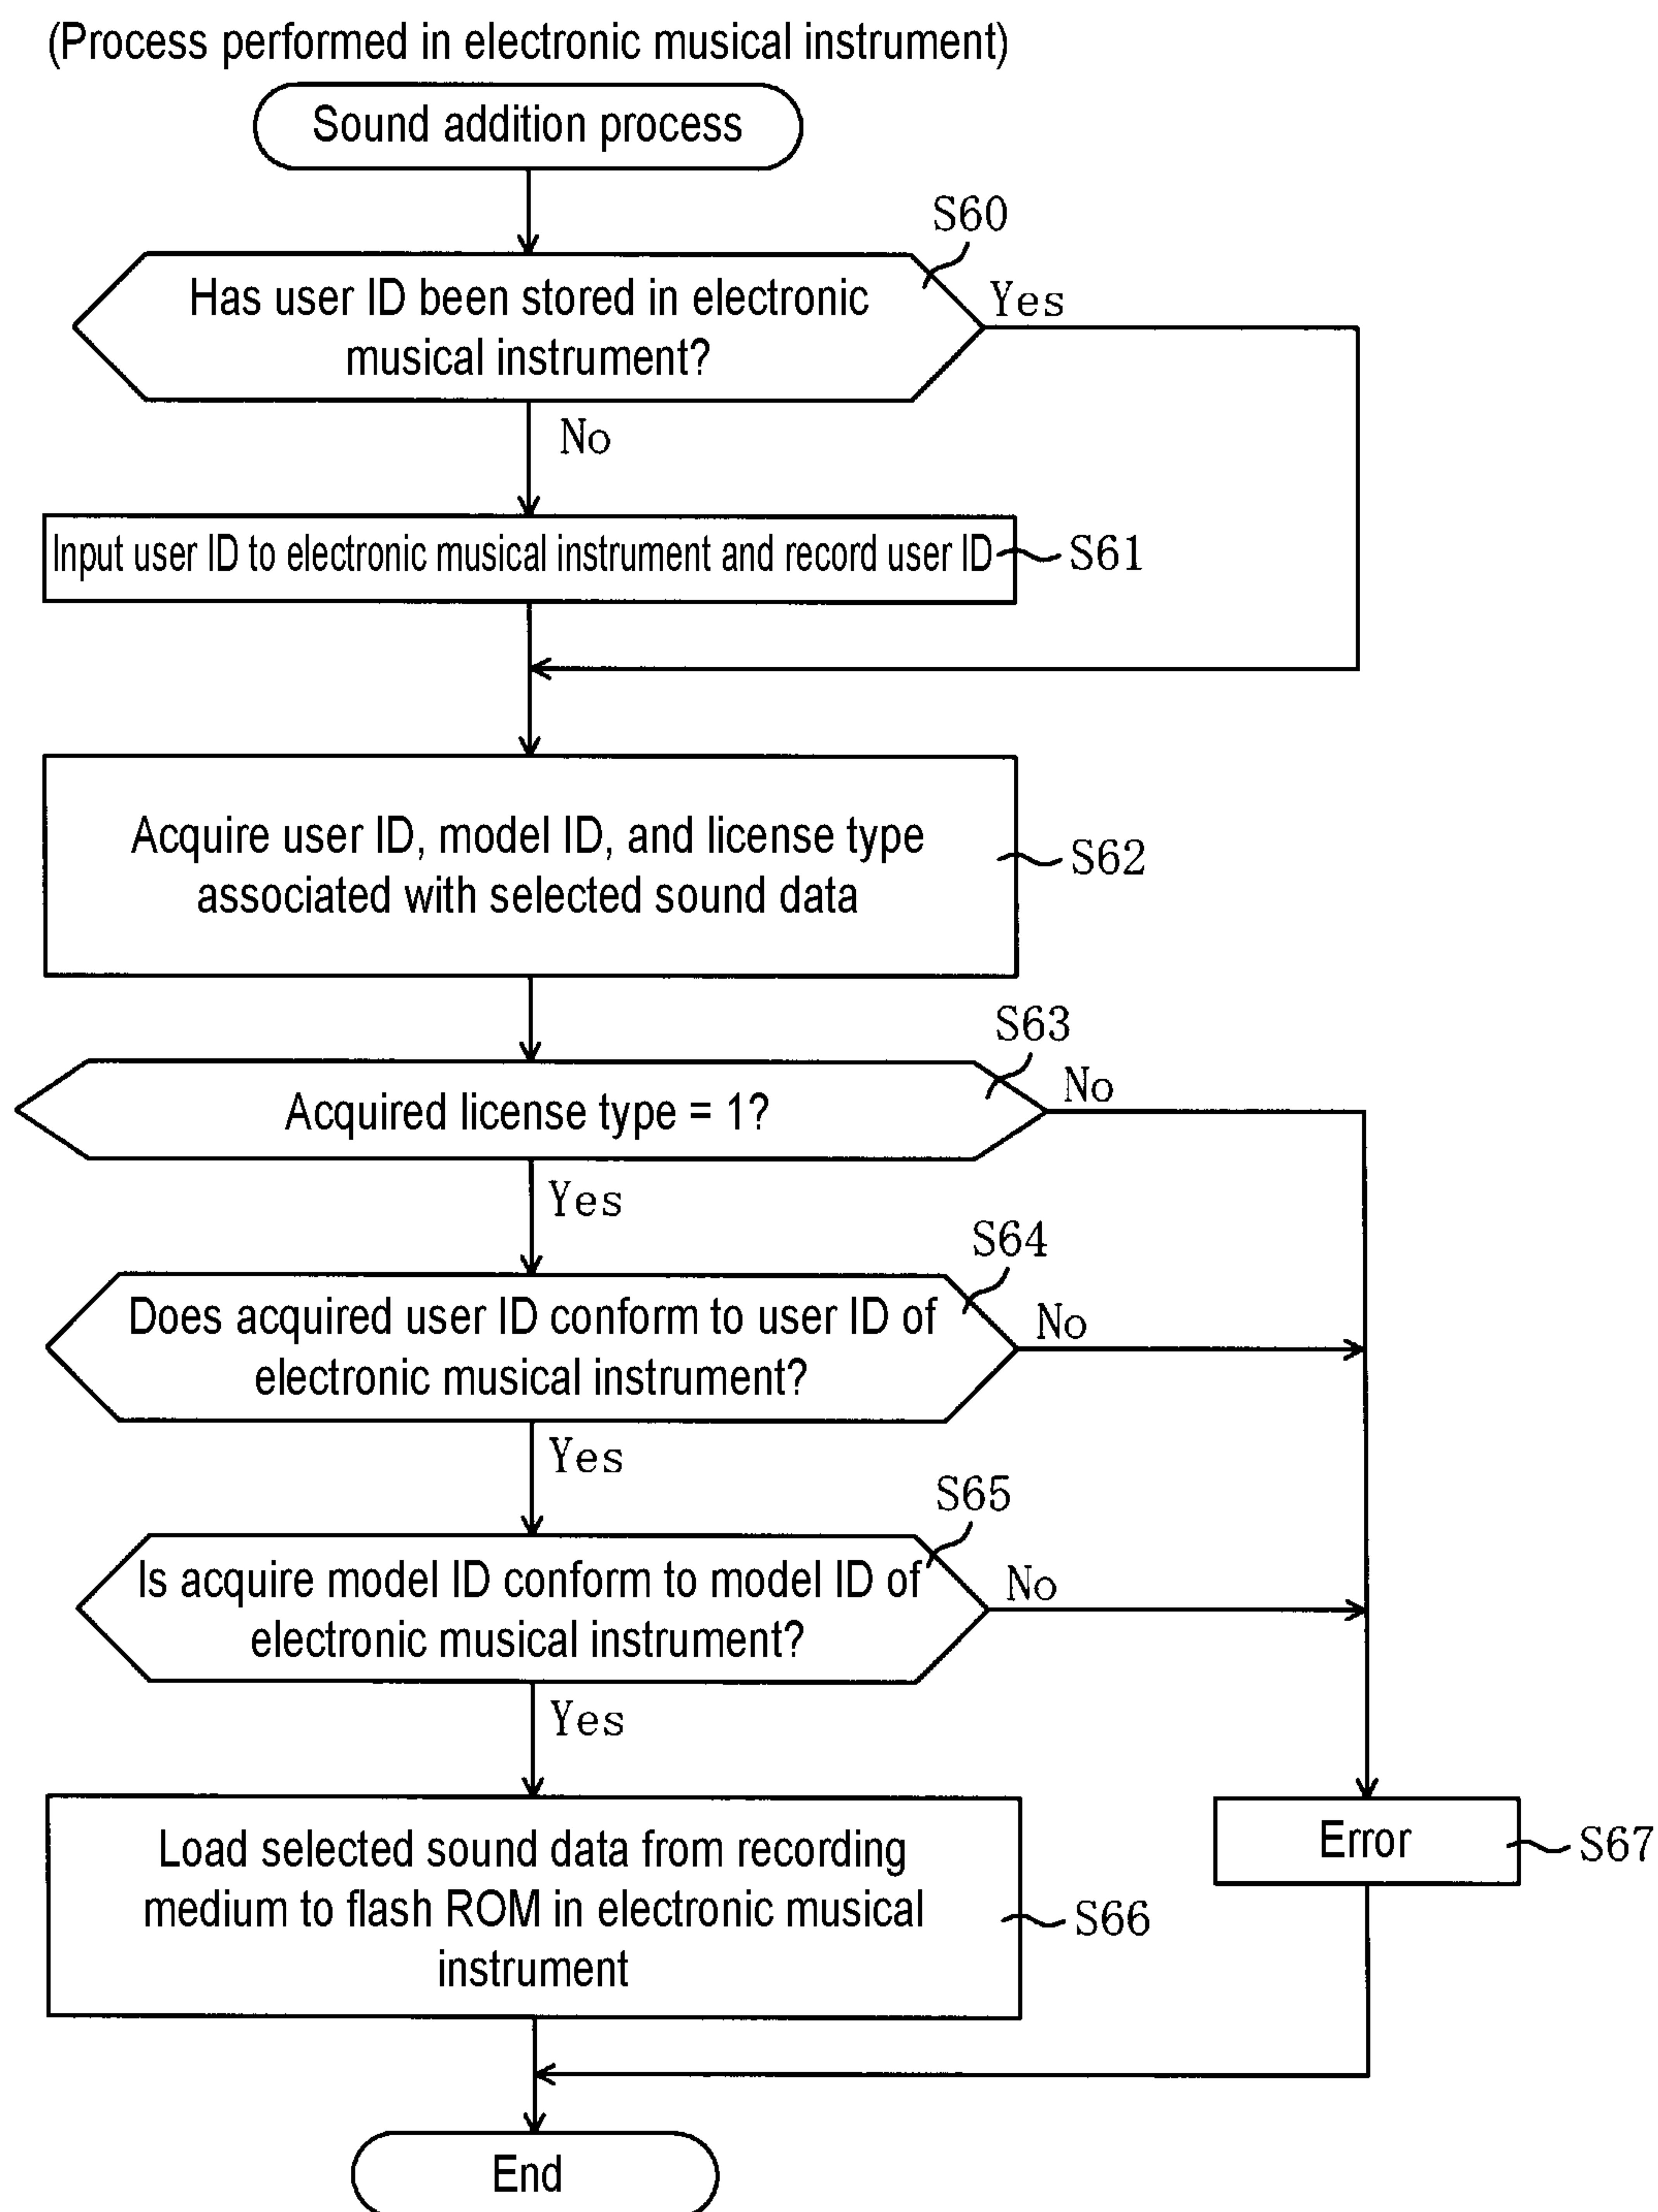 (Process performed in electronic musical instrument)
Sound addition process
S60
Has user ID been stored in electronic
musical instrument?
Yes
No
Input user ID to electronic musical instrument and record user ID
S61
Acquire user ID, model ID, and license type
associated with selected sound data
S62
S63
Acquired license type = 1?
No
Yes
S64
Does acquired user ID conform to user ID of
electronic musical instrument?
No
Yes
S65
Is acquire model ID conform to model ID of
electronic musical instrument?
No
Yes
Load selected sound data from recording
medium to flash ROM in electronic musical
instrument
S66
Error
S67
End